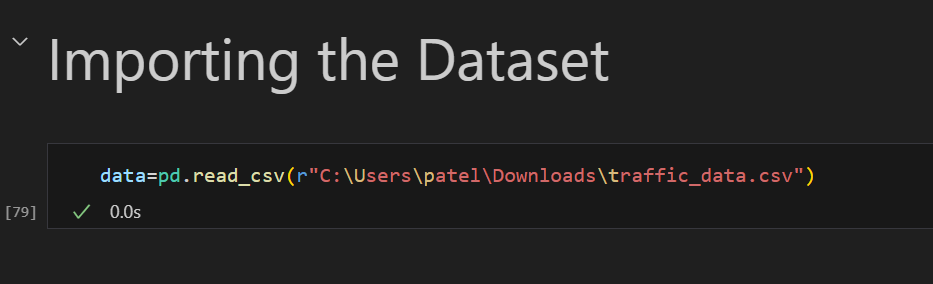 Importing the Dataset
data=pd.read_csv(r"C:\Users\patel\Downloads\traffic_data.csv")
[79]
0.0s